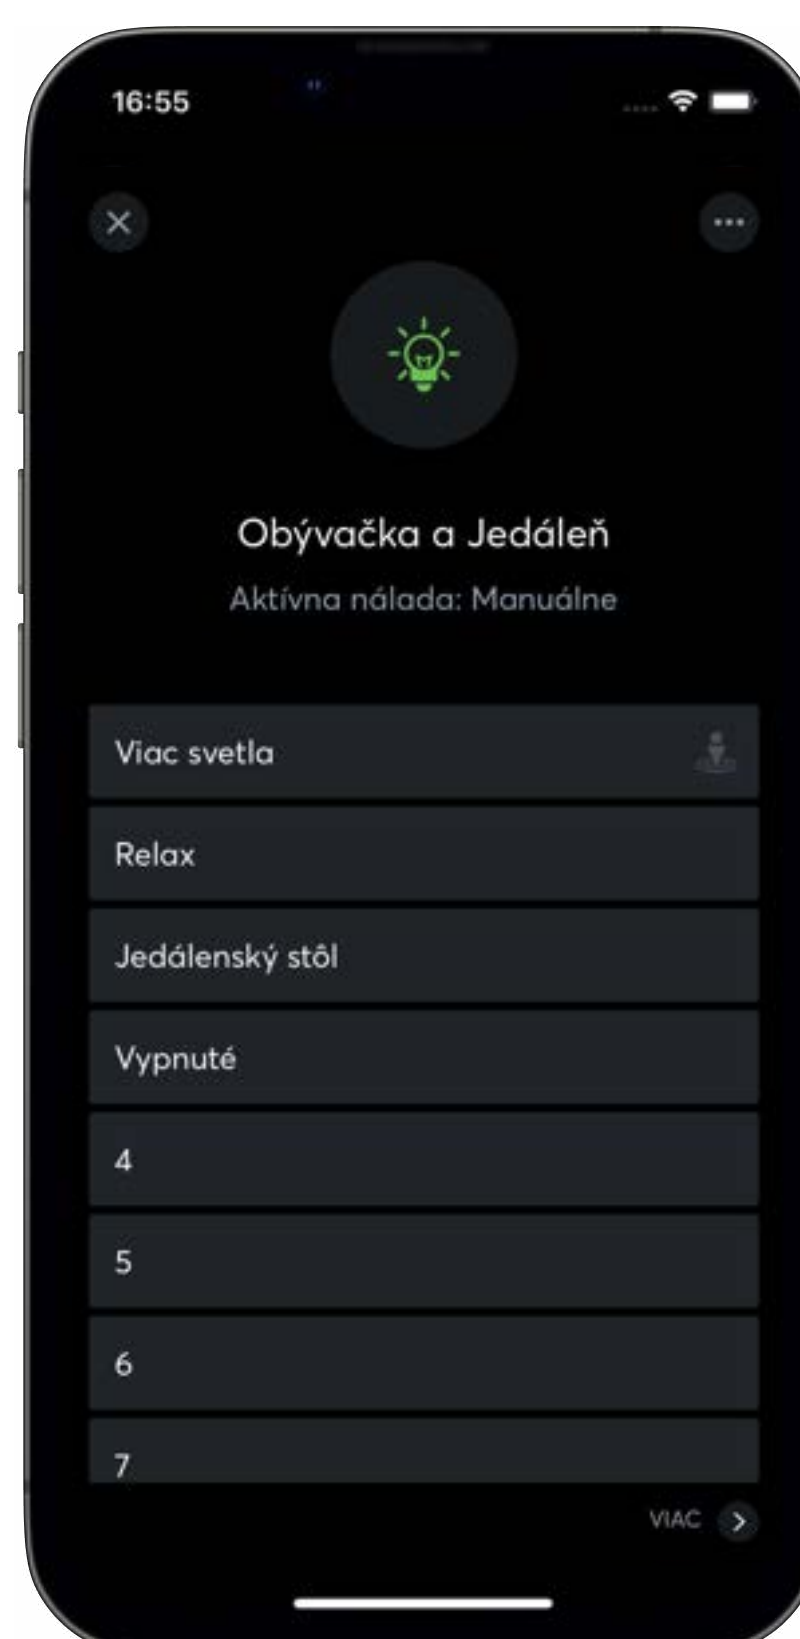 16:55
Obývačka a Jedáleň
Aktívna nálada: Manuálne
Viac svetla
Relax
Jedálenský stôl
Vypnuté
4
5
6
7
VIAC